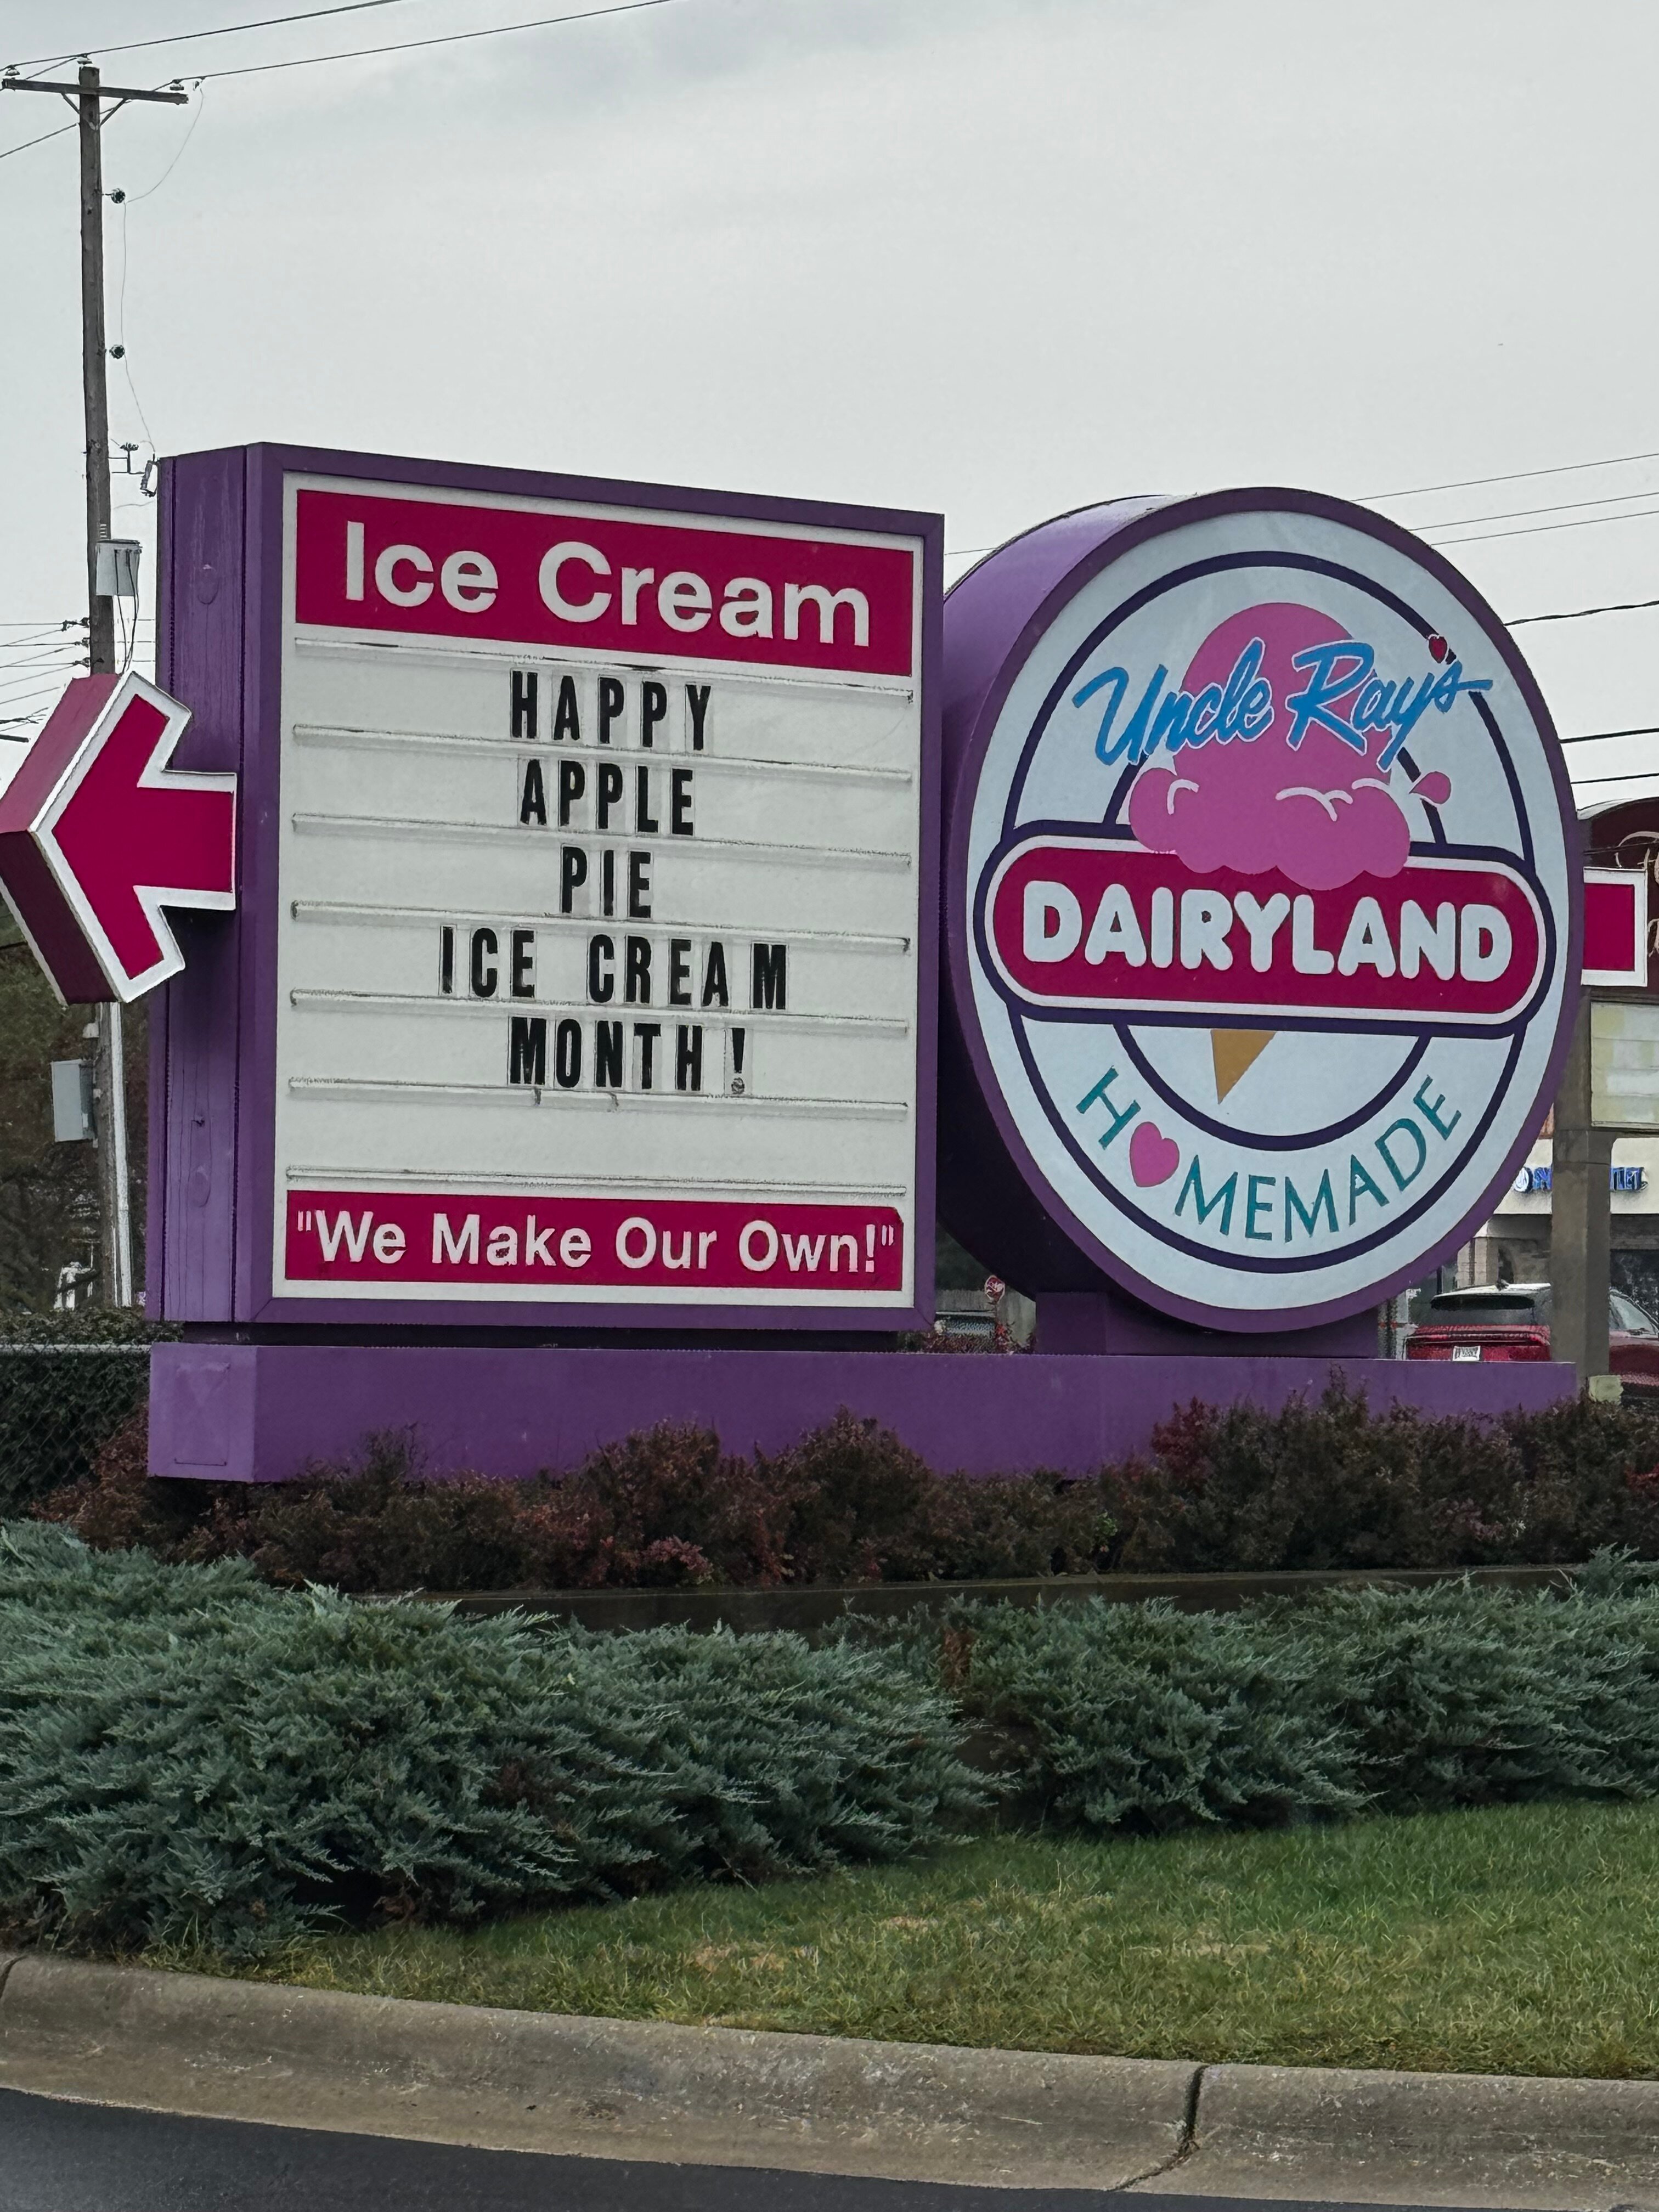 Ice Cream
HAPPY
APPLE
PIE
ICE CREAM
MONTH!
"We Make Our Own!"
Uncle Ray's
DAIRYLAND
HOMEMADE